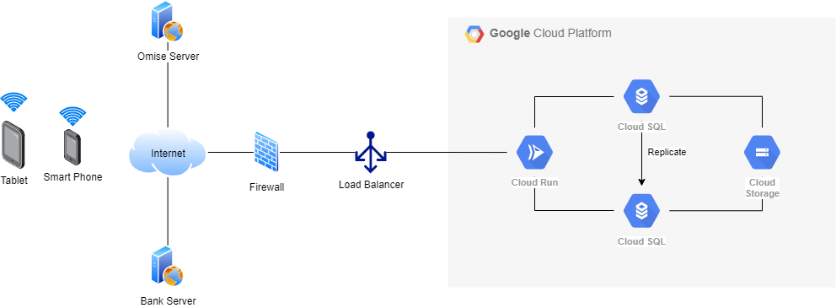 Google Cloud Platform
Omise Server
Cloud SQL
Internet
Replicate
Tablet
Smart Phone
Firewall
Load Balancer
Cloud Run
Cloud
Storage
Cloud SQL
Bank Server